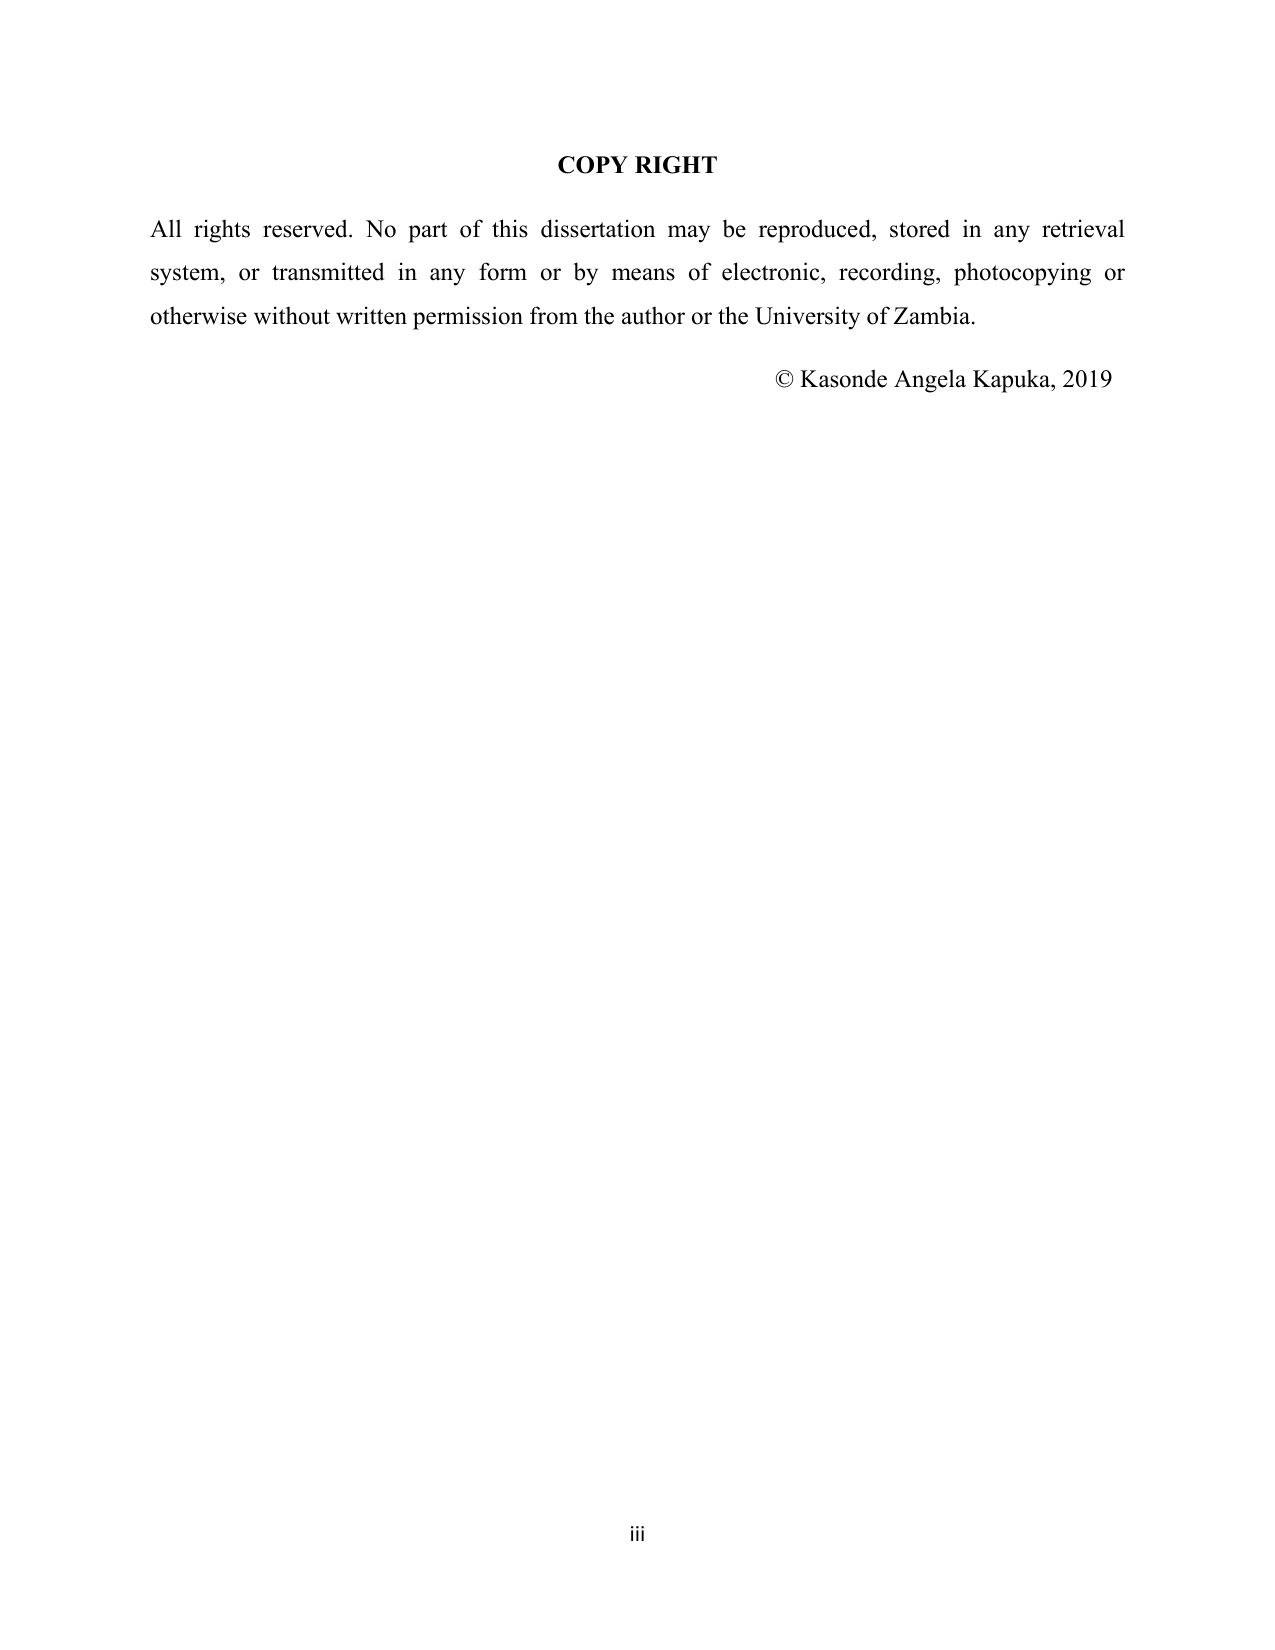 COPY RIGHT
All rights reserved. No part of this dissertation may be reproduced, stored in any retrieval
system, or transmitted in any form or by means of electronic, recording, photocopying or
otherwise without written permission from the author or the University of Zambia.
© Kasonde Angela Kapuka, 2019
iii